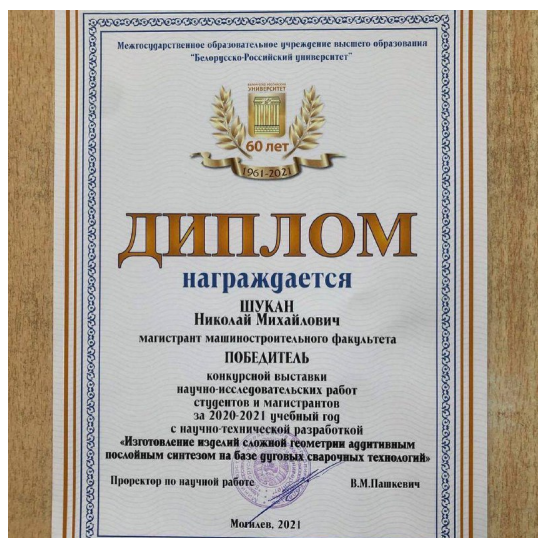 Межгосударственное образовательное учреждение высшего образования
"Белорусско-Российский университет"
УНИВЕРСИТЕТ
60 лет
1961-2021
ДИПЛОМ
награждается
ШУКАН
Николай Михайлович
магистрант машиностроительного факультета
ПОБЕДИТЕЛЬ
конкурсной выставки
научно-исследовательских работ
студентов и магистрантов
за 2020-2021 учебный год
с научно-технической разработкой
«Изготовление изделий сложной геометрии аддитивным
послойным синтезом на базе дуговых сварочных технологий»
Проректор по научной работе В.М.Пашкевич
Могилев, 2021